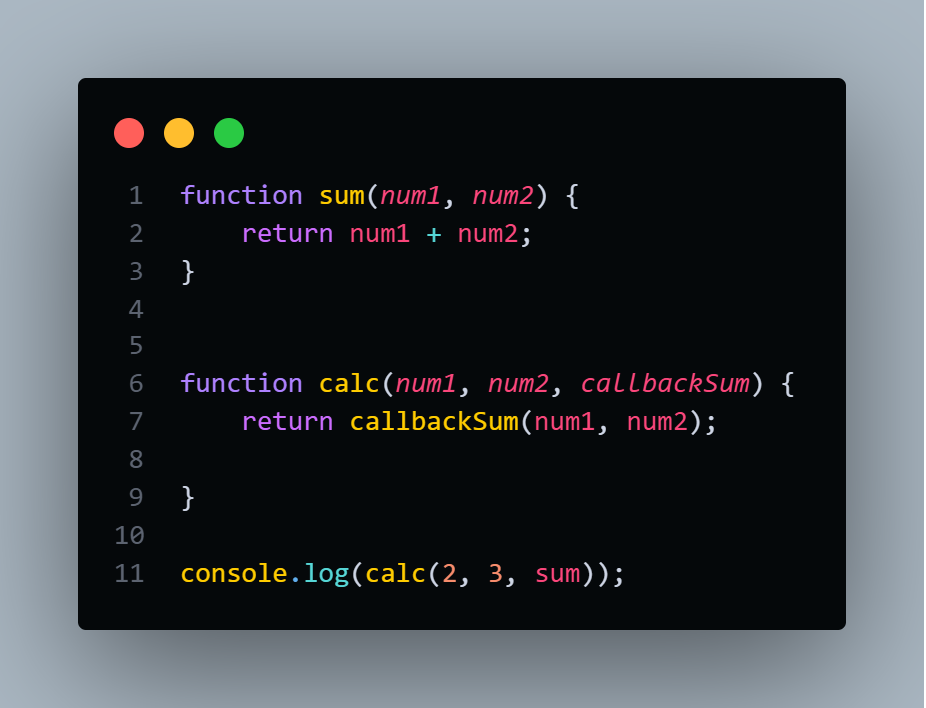 1 function sum(num1, num2) {
2     return num1 + num2;
3 }
4
5
6 function calc(num1, num2, callbackSum) {
7     return callbackSum(num1, num2);
8
9 }
10
11 console.log(calc(2, 3, sum));